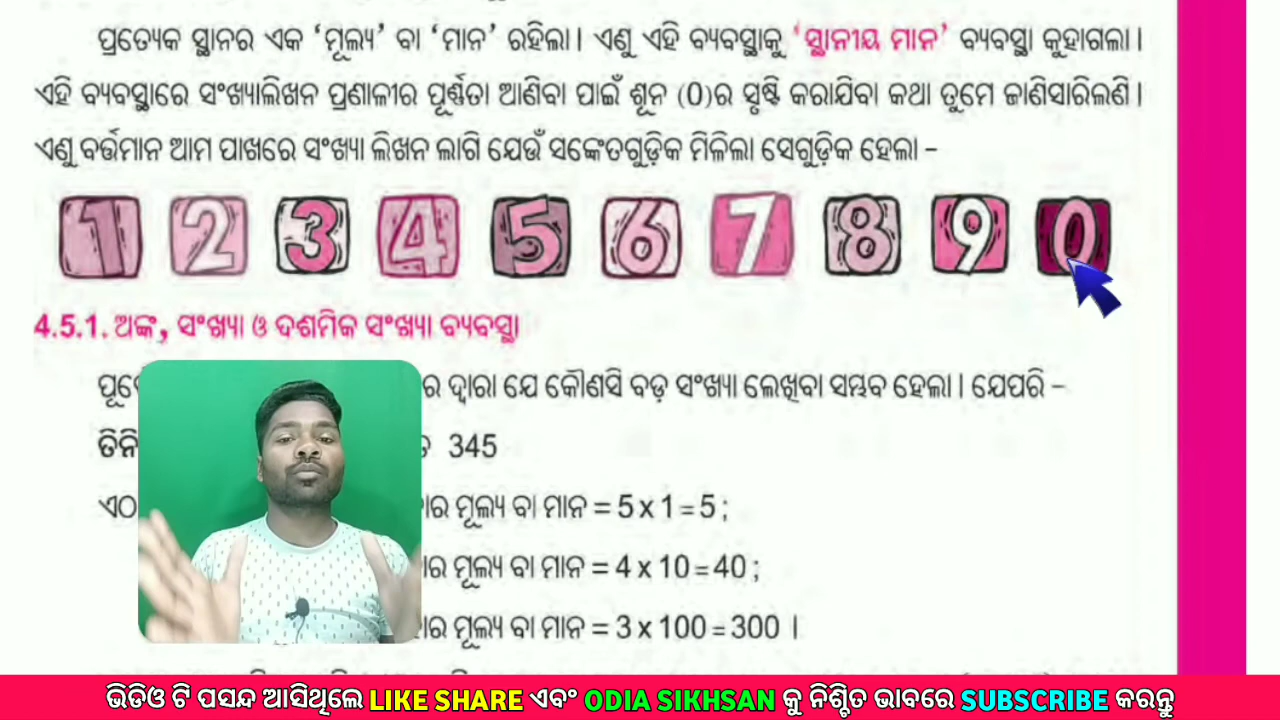 ପ୍ରତ୍ୟେକ ସ୍ଥାନର ଏକ ‘ମୂଲ୍ୟ’ ବା ‘ମାନ’ ରହିଲା । ଏଣୁ ଏହି ବ୍ୟବସ୍ଥାକୁ ‘ସ୍ଥାନୀୟ ମାନ’ ବ୍ୟବସ୍ଥା କୁହାଗଲା ।
ଏହି ବ୍ୟବସ୍ଥାରେ ସଂଖ୍ୟାଲିଖନ ପ୍ରଣାଳୀର ପୂର୍ଣ୍ଣତା ଆଣିବା ପାଇଁ ଶୂନ (0)ର ସୃଷ୍ଟି କରାଯିବା କଥା ତୁମେ ଜାଣିସାରିଲଣି ।
ଏଣୁ ବର୍ତ୍ତମାନ ଆମ ପାଖରେ ସଂଖ୍ୟା ଲିଖନ ଲାଗି ଯେଉଁ ସଙ୍କେତଗୁଡ଼ିକ ମିଳିଲା ସେଗୁଡ଼ିକ ହେଲା –
1 2 3 4 5 6 7 8 9 0
4.5.1. ଅଙ୍କ, ସଂଖ୍ୟା ଓ ଦଶମିକ ସଂଖ୍ୟା ବ୍ୟବସ୍ଥା
ର ଦ୍ୱାରା ଯେ କୌଣସି ବଡ଼ ସଂଖ୍ୟା ଲେଖିବା ସମ୍ଭବ ହେଲା । ଯେପରି –
345
ମୂଲ୍ୟ ବା ମାନ = 5 x 1 = 5 ;
ମୂଲ୍ୟ ବା ମାନ = 4 x 10 = 40 ;
ମୂଲ୍ୟ ବା ମାନ = 3 x 100 = 300 ।
ଭିଡିଓ ଟି ପସନ୍ଦ ଆସିଥିଲେ LIKE SHARE ଏବଂ ODIA SIKHSAN କୁ ନିଶ୍ଚିତ ଭାବରେ SUBSCRIBE କରନ୍ତୁ